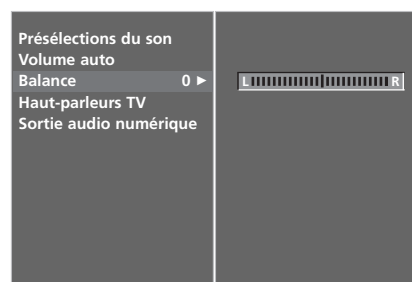 Présélections du son
Volume auto
Balance 0 ►
L R
Haut-parleurs TV
Sortie audio numérique